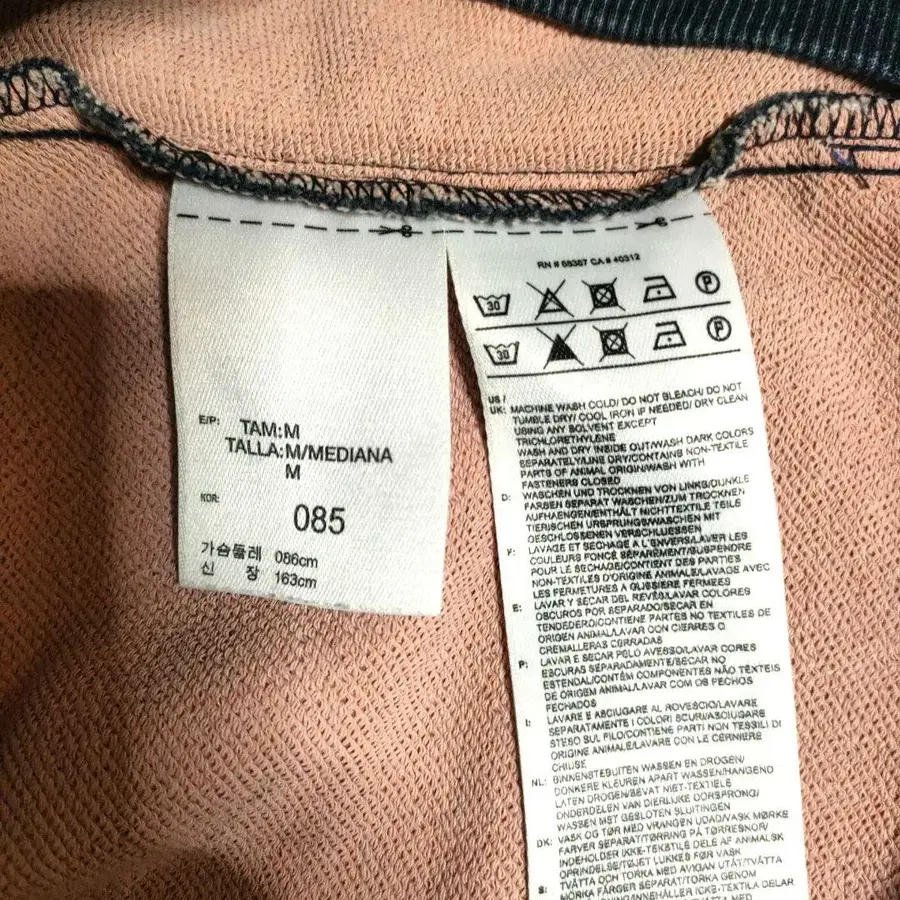 E/P: TAM:M
TALLA:M/MEDIANA
M
KOR:
085
가슴둘레 086cm
신 장 163cm
RN # 68367 CA # 40312
30 P
30 P
US /
UK: MACHINE WASH COLD/ DO NOT BLEACH/ DO NOT
TUMBLE DRY/ COOL IRON IF NEEDED/ DRY CLEAN
USING ANY SOLVENT EXCEPT
TRICHLORETHYLENE
WASH AND DRY INSIDE OUT/WASH DARK COLORS
SEPARATELY/LINE DRY/CONTAINS NON-TEXTILE
PARTS OF ANIMAL ORIGIN/WASH WITH
FASTENERS CLOSED
D: WASCHEN UND TROCKNEN VON LINKS/DUNKLE
FARBEN SEPARAT WASCHEN/ZUM TROCKNEN
AUFHAENGEN/ENTHÄLT NICHTTEXTILE TEILE
TIERISCHEN URSPRUNGS/WASCHEN MIT
GESCHLOSSENEN VERSCHLUESSEN
F: LAVAGE ET SECHAGE A L'ENVERS/LAVER LES
COULEURS FONCÉ SÉPARÉMENT/SUSPENDRE
POUR LE SECHAGE/CONTIENT DES PARTIES
NON-TEXTILES D'ORIGINE ANIMALE/LAVAGE AVEC
LES FERMETURES A GLISSIERE FERMEES
E: LAVAR Y SECAR DEL REVÉS/LAVAR COLORES
OBSCUROS POR SEPARADO/SECAR EN
TENDEDERO/CONTIENE PARTES NO TEXTILES DE
ORIGEN ANIMAL/LAVAR CON CIERRES O
CREMALLERAS CERRADAS
P: LAVAR E SECAR PELO AVESSO/LAVAR CORES
ESCURAS SEPARADAMENTE/SECAR NO
ESTENDAL/CONTÉM COMPONENTES NÃO TÊXTEIS
DE ORIGEM ANIMAL/LAVAR COM OS FECHOS
FECHADOS
I: LAVARE E ASCIUGARE AL ROVESCIO/LAVARE
SEPARATAMENTE I COLORI SCURI/ASCIUGARE
STESO SUL FILO/CONTIENE PARTI NON TESSILI DI
ORIGINE ANIMALE/LAVARE CON LE CERNIERE
CHIUSE
NL: BINNENSTEBUITEN WASSEN EN DROGEN/
DONKERE KLEUREN APART WASSEN/HANGEND
LATEN DROGEN/BEVAT NIET-TEXTIELE
ONDERDELEN VAN DIERLIJKE OORSPRONG/
WASSEN MET GESLOTEN SLUITINGEN
DK: VASK OG TØR MED VRANGEN UDAD/VASK MØRKE
FARVER SEPARAT/TØRRING PÅ TØRRESNOR/
INDEHOLDER IKKE-TEKSTILE DELE AF ANIMALSK
OPRINDELSE/TØJET LUKKES FØR VASK
S: TVÄTTA OCH TORKA MED AVIGAN UTÅT/TVÄTTA
MÖRKA FÄRGER SEPARAT/TORKA GENOM